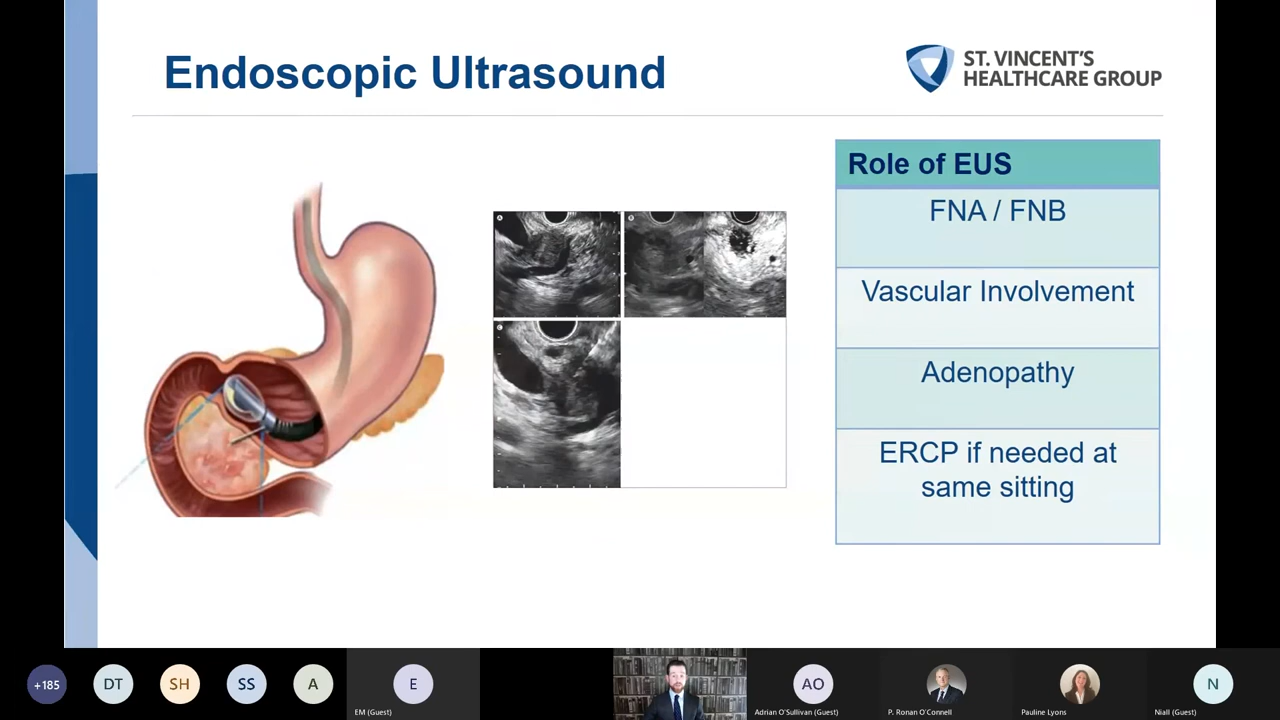 Endoscopic Ultrasound
ST. VINCENT'S
HEALTHCARE GROUP
Role of EUS
FNA / FNB
Vascular Involvement
Adenopathy
ERCP if needed at
same sitting
A
B
C
+185
DT
SH
SS
A
E
EM (Guest)
AO
Adrian O'Sullivan (Guest)
P. Ronan O'Connell
Pauline Lyons
N
Niall (Guest)